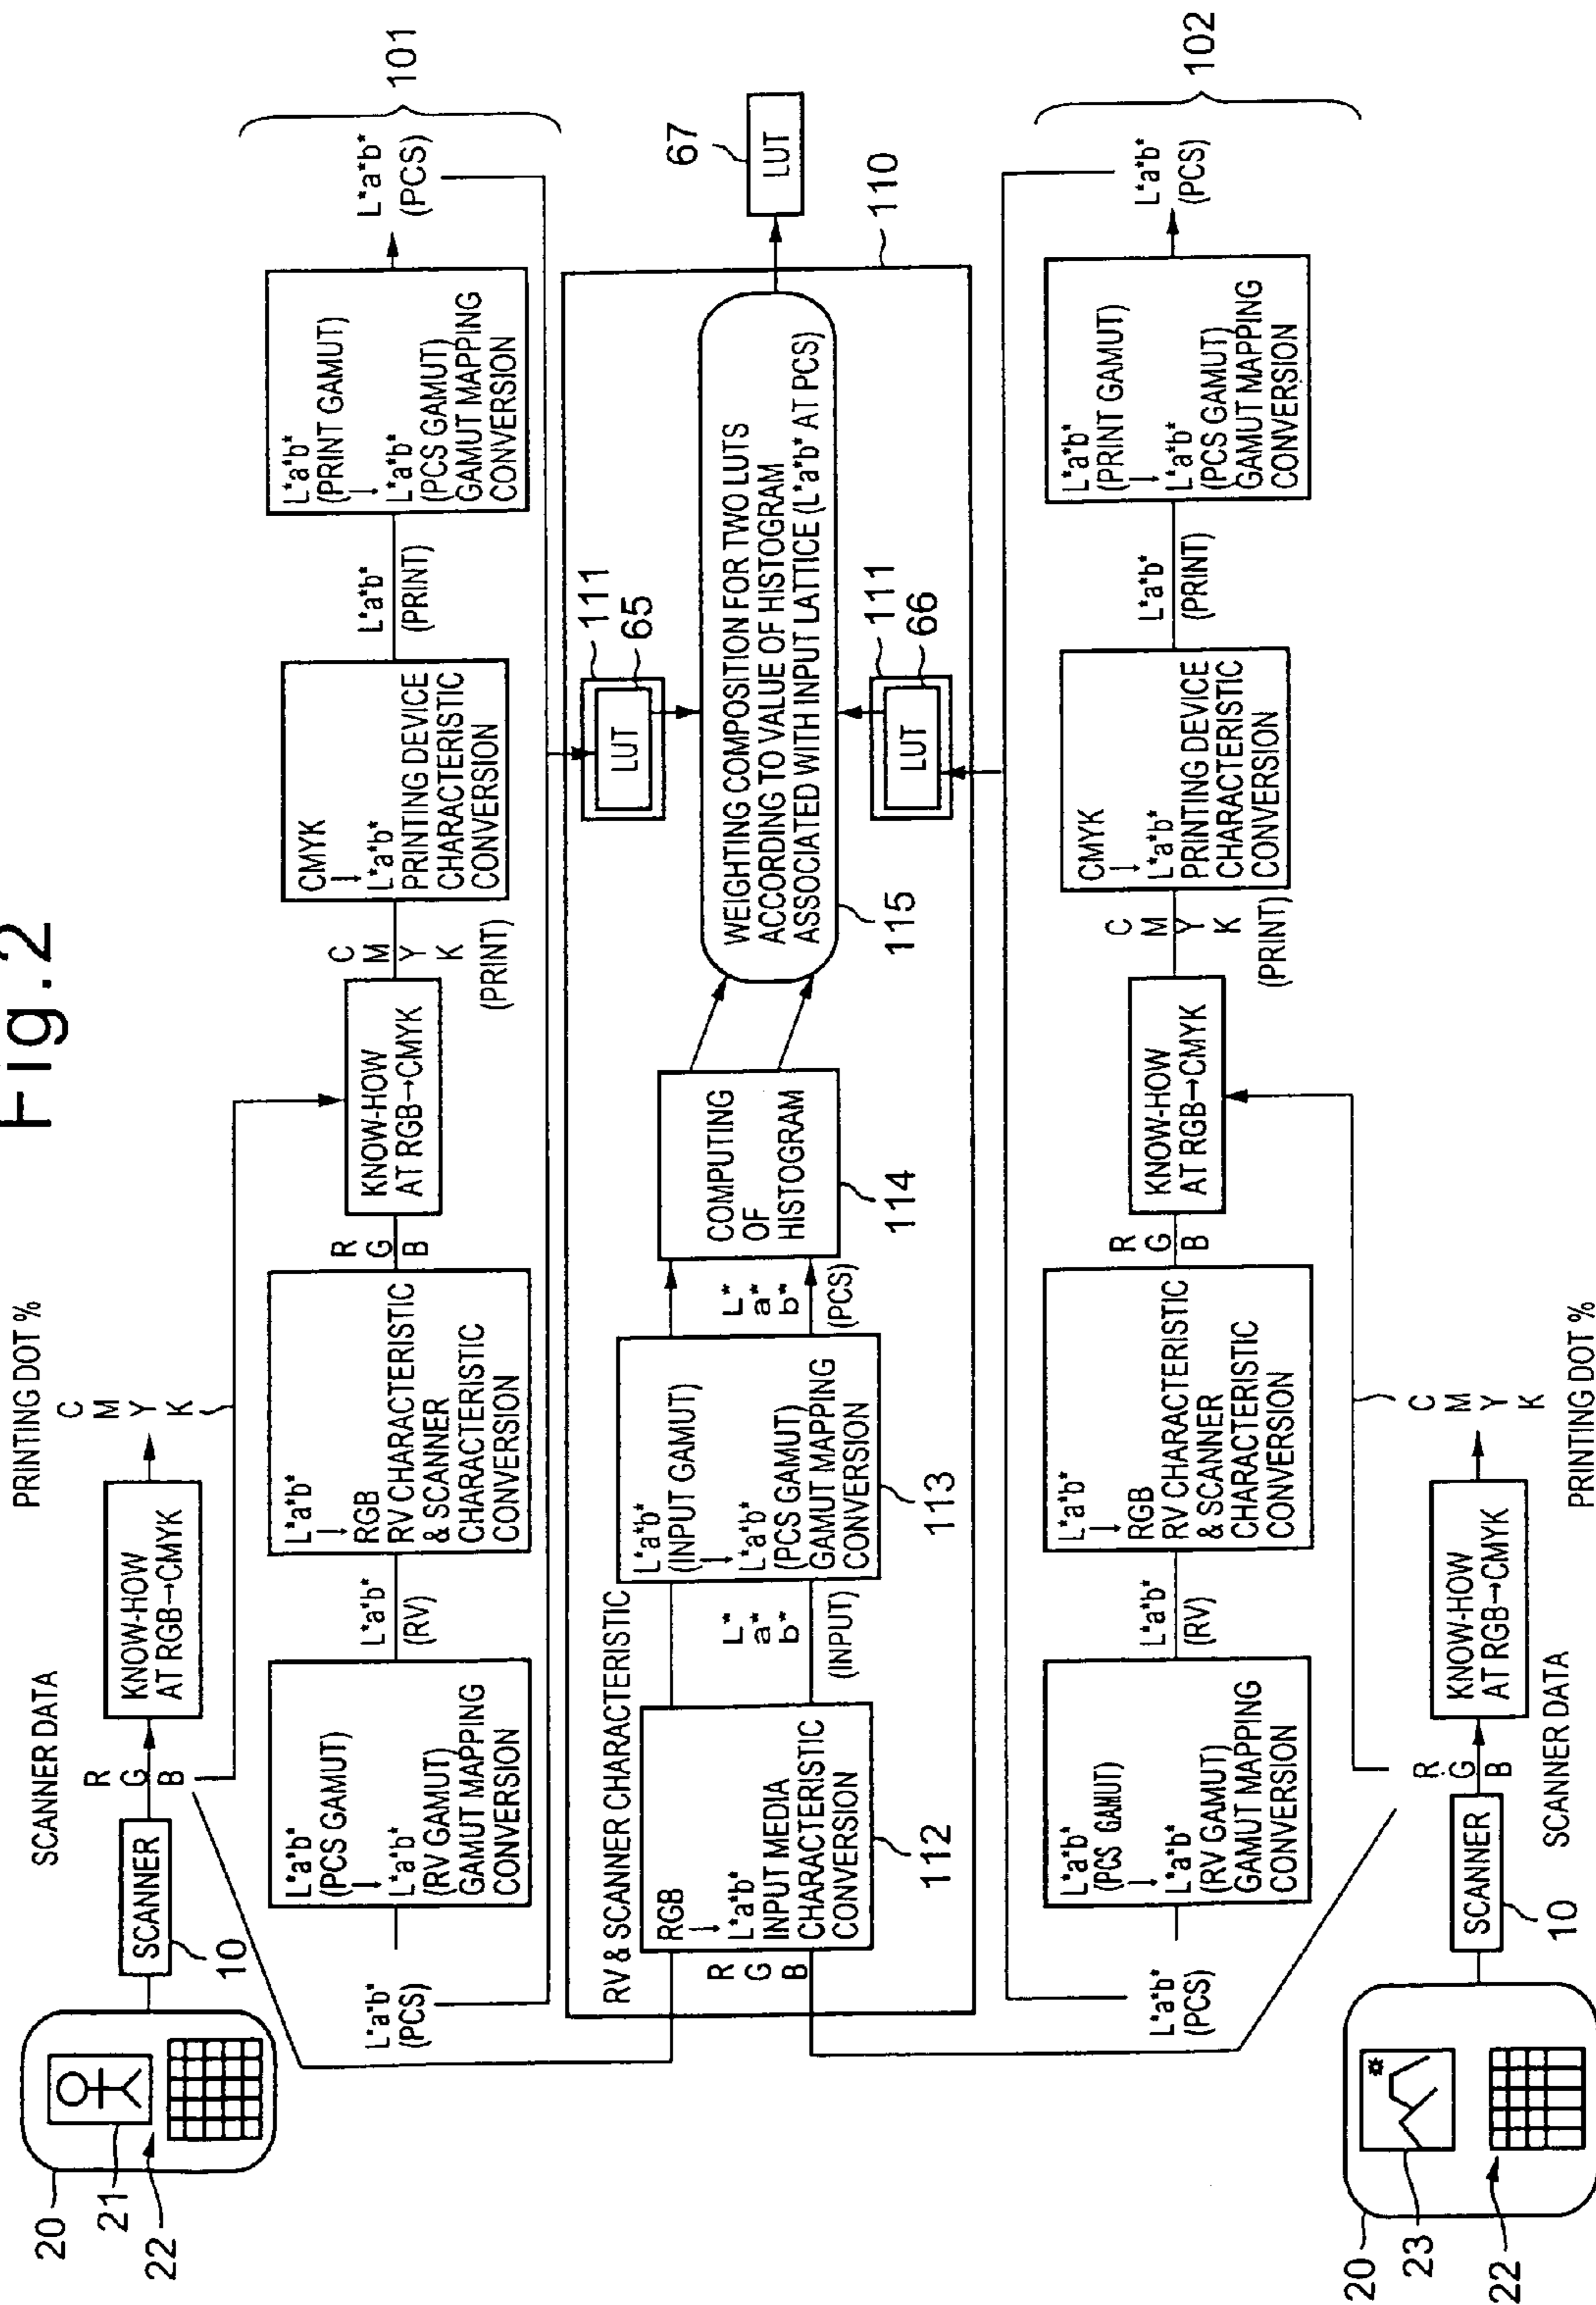 Fig.2
SCANNER DATA
PRINTING DOT %
20
21
22
SCANNER
10
R
G
B
KNOW-HOW
AT RGB→CMYK
C
M
Y
K
L*a*b*
(PCS)
L*a*b*
(PCS GAMUT)
↓
L*a*b*
(RV GAMUT)
GAMUT MAPPING
CONVERSION
L*a*b*
(RV)
L*a*b*
↓
RGB
RV CHARACTERISTIC
& SCANNER
CHARACTERISTIC
CONVERSION
R
G
B
KNOW-HOW
AT RGB→CMYK
C
M
Y
K
(PRINT)
CMYK
↓
L*a*b*
PRINTING DEVICE
CHARACTERISTIC
CONVERSION
L*a*b*
(PRINT)
L*a*b*
(PRINT GAMUT)
↓
L*a*b*
(PCS GAMUT)
GAMUT MAPPING
CONVERSION
L*a*b*
(PCS)
101
RV & SCANNER CHARACTERISTIC
R
G
B
RGB
↓
L*a*b*
INPUT MEDIA
CHARACTERISTIC
CONVERSION
112
L*
a*
b*
(INPUT)
L*a*b*
(INPUT GAMUT)
↓
L*a*b*
(PCS GAMUT)
GAMUT MAPPING
CONVERSION
113
L*
a*
b*
(PCS)
COMPUTING
OF
HISTOGRAM
114
WEIGHTING COMPOSITION FOR TWO LUTS
ACCORDING TO VALUE OF HISTOGRAM
ASSOCIATED WITH INPUT LATTICE (L*a*b* AT PCS)
115
LUT
111
65
LUT
111
66
LUT
67
110
L*a*b*
(PCS)
L*a*b*
(PCS GAMUT)
↓
L*a*b*
(RV GAMUT)
GAMUT MAPPING
CONVERSION
L*a*b*
(RV)
L*a*b*
↓
RGB
RV CHARACTERISTIC
& SCANNER
CHARACTERISTIC
CONVERSION
R
G
B
KNOW-HOW
AT RGB→CMYK
C
M
Y
K
(PRINT)
CMYK
↓
L*a*b*
PRINTING DEVICE
CHARACTERISTIC
CONVERSION
L*a*b*
(PRINT)
L*a*b*
(PRINT GAMUT)
↓
L*a*b*
(PCS GAMUT)
GAMUT MAPPING
CONVERSION
L*a*b*
(PCS)
102
20
23
22
SCANNER
10
R
G
B
SCANNER DATA
KNOW-HOW
AT RGB→CMYK
C
M
Y
K
PRINTING DOT %